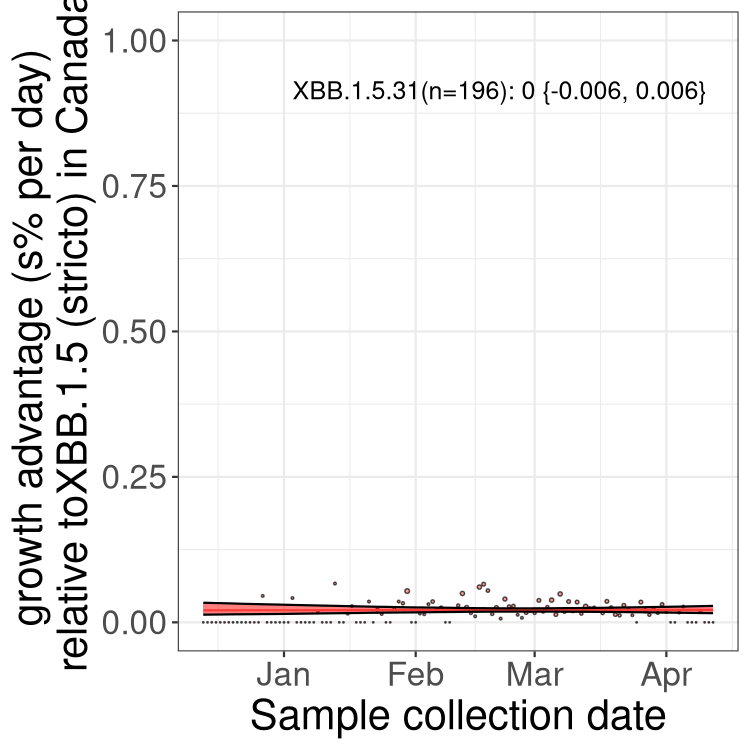 growth advantage (s% per day)
relative toXBB.1.5 (stricto) in Canada
1.00
0.75
0.50
0.25
0.00
XBB.1.5.31(n=196): 0 {-0.006, 0.006}
Jan Feb Mar Apr
Sample collection date